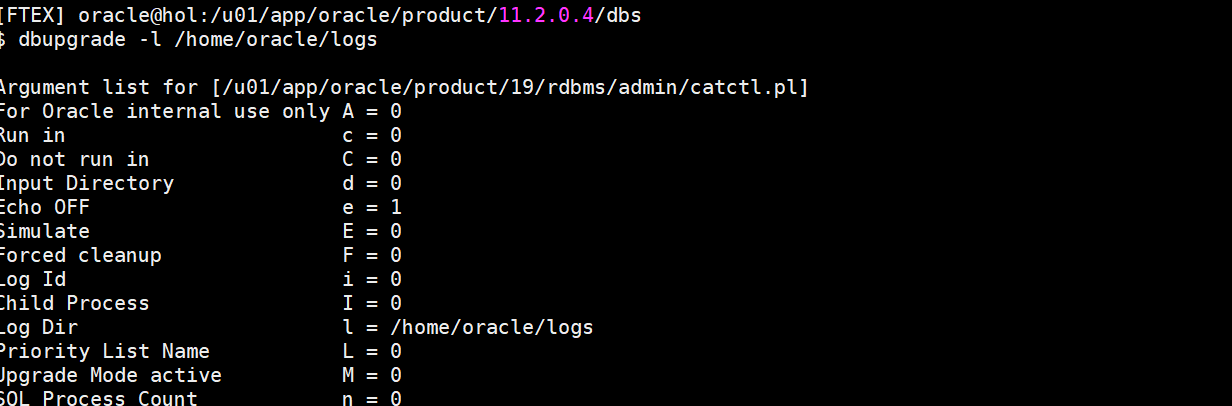 [FTEX] oracle@hol:/u01/app/oracle/product/11.2.0.4/dbs
$ dbupgrade -l /home/oracle/logs
Argument list for [/u01/app/oracle/product/19/rdbms/admin/catctl.pl]
For Oracle internal use only A = 0
Run in c = 0
Do not run in C = 0
Input Directory d = 0
Echo OFF e = 1
Simulate E = 0
Forced cleanup F = 0
Log Id i = 0
Child Process I = 0
Log Dir l = /home/oracle/logs
Priority List Name L = 0
Upgrade Mode active M = 0
SQL Process Count n = 0